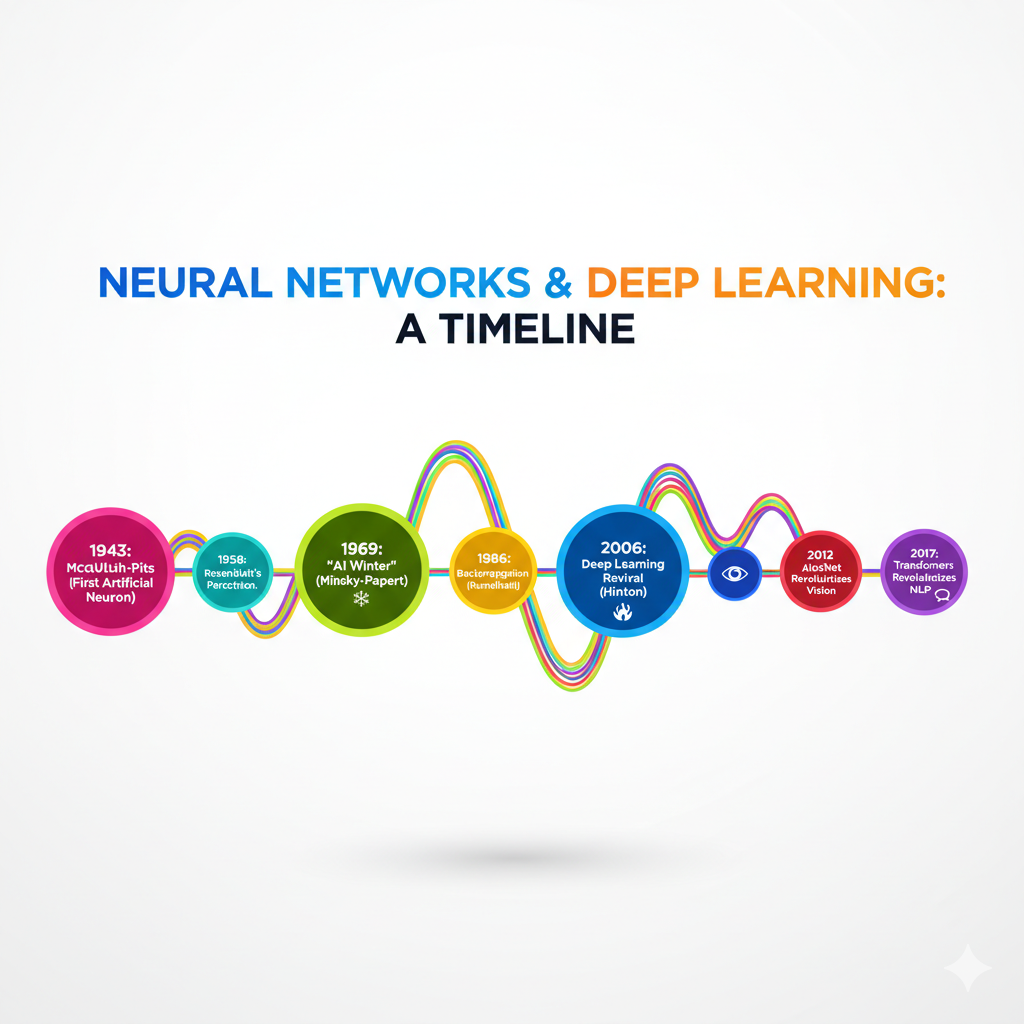 NEURAL NETWORKS & DEEP LEARNING:
A TIMELINE
1943:
(First Artificial
Neuron)
1958:
1969:
"AI Winter"
(Minsky-Papert)
1986:
2006:
Deep Learning
Revival
(Hinton)
2012
AlosNet
Vision
2017:
NLP